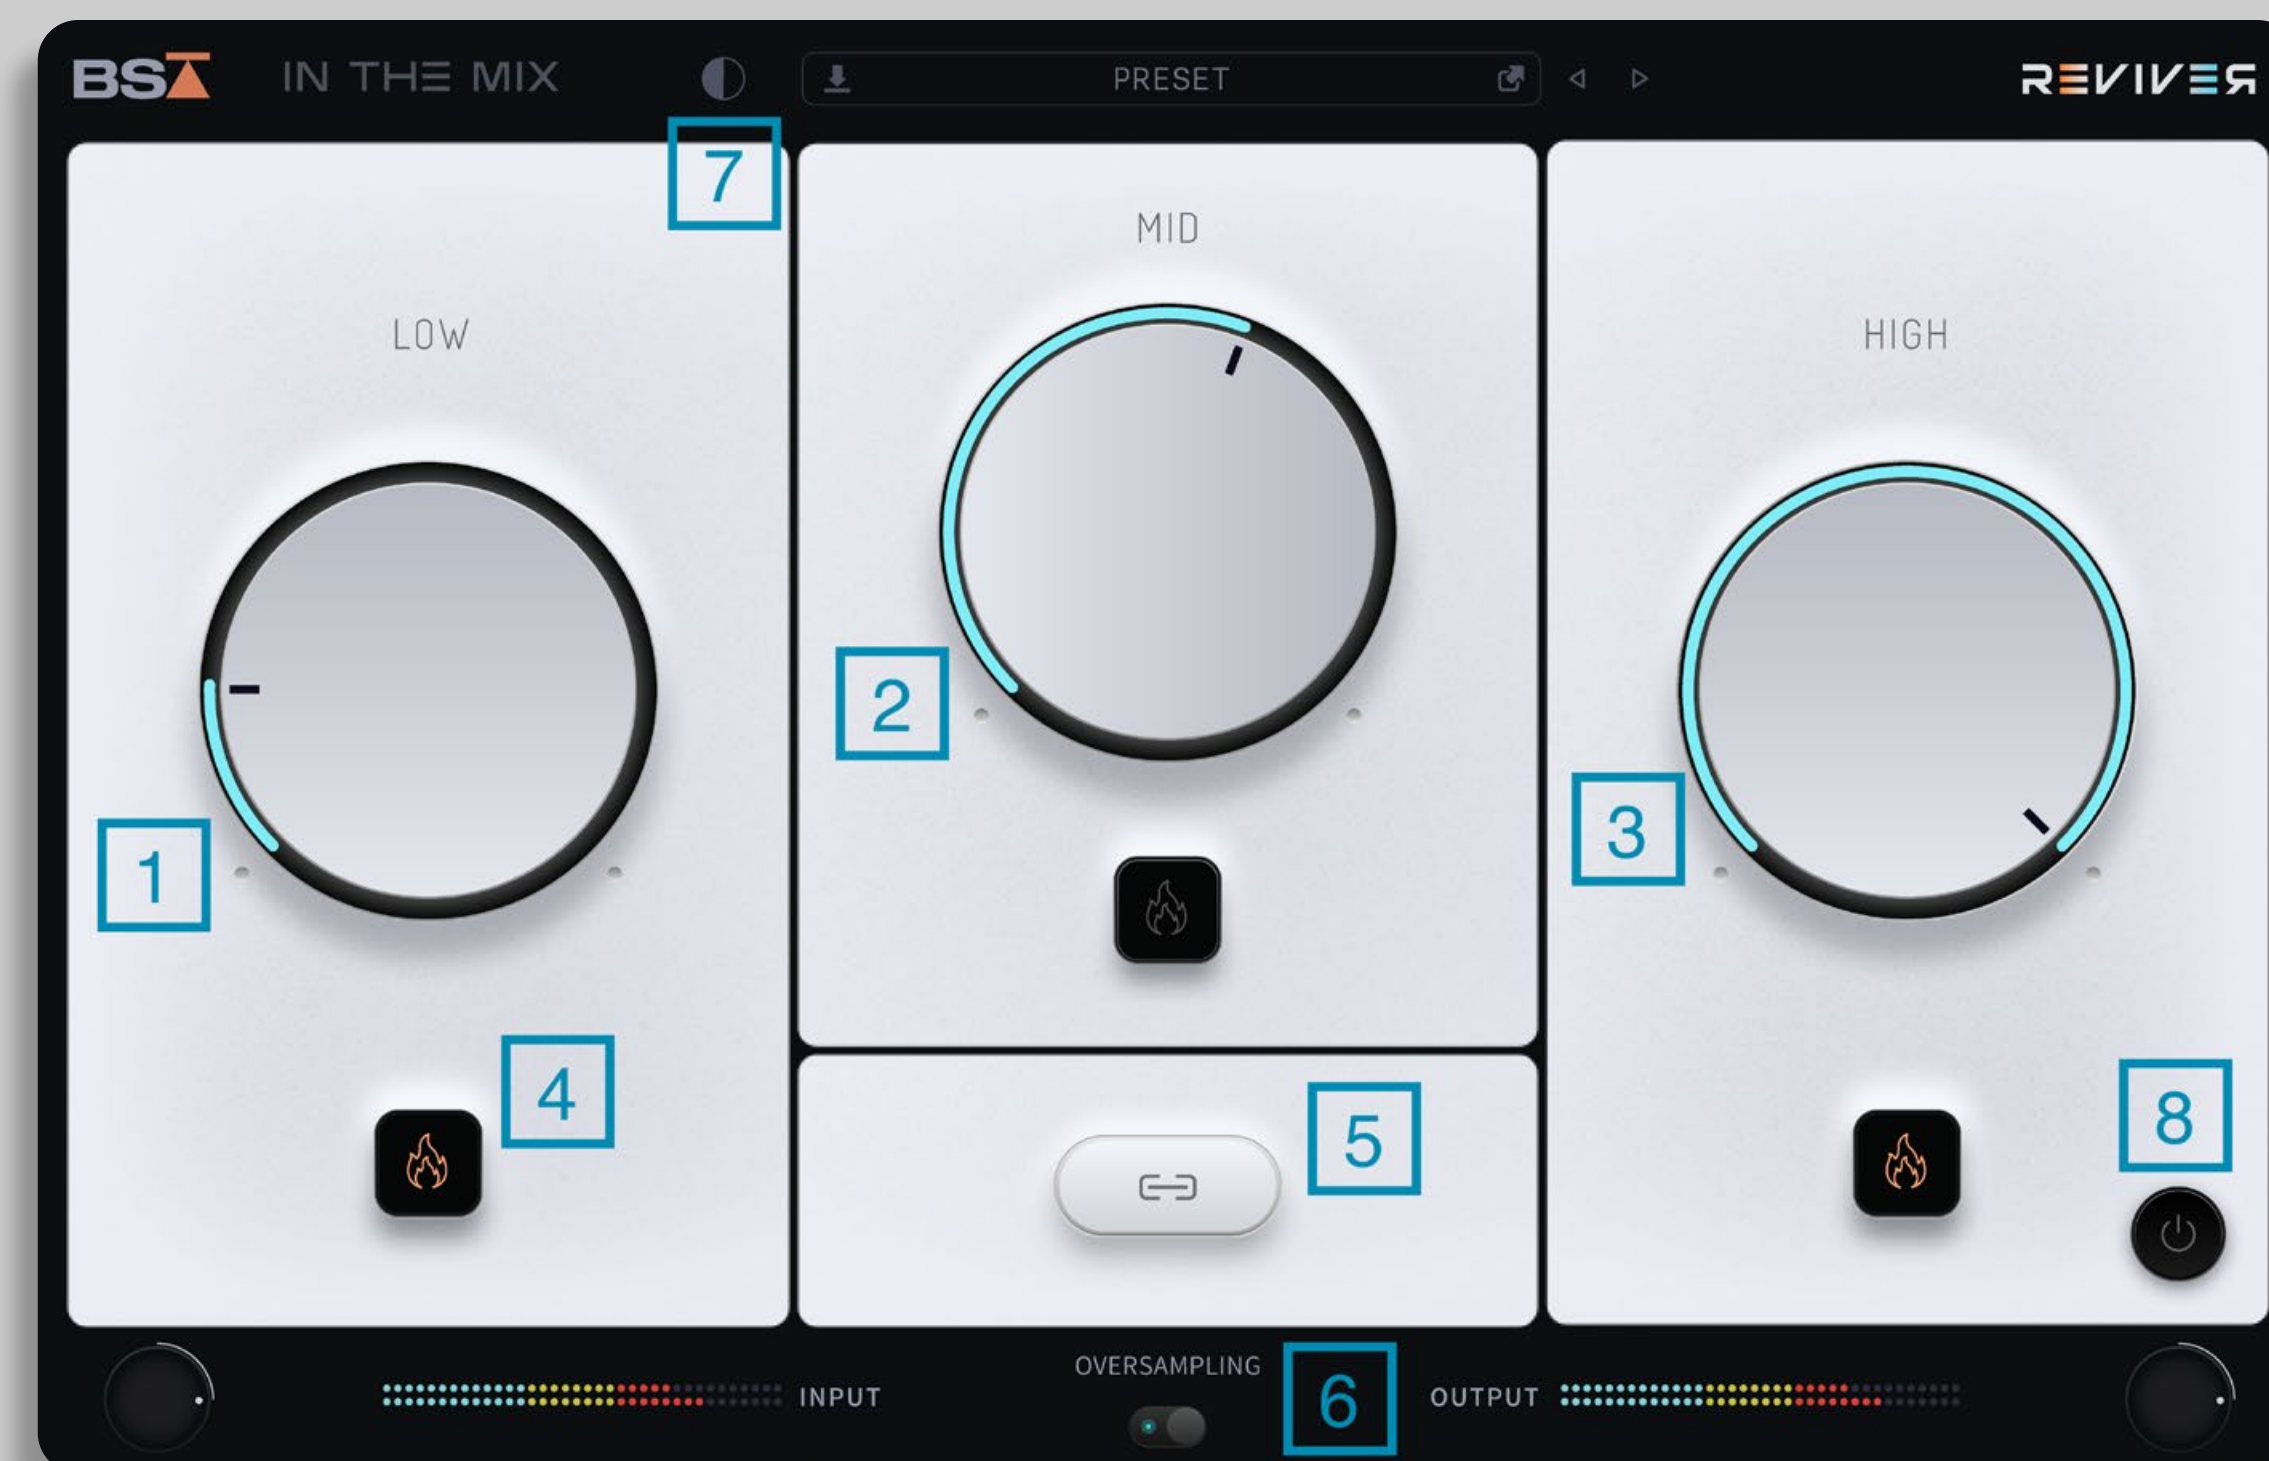 BSA IN THE MIX
PRESET
REVIVER
7
LOW
MID
HIGH
1
2
3
4
5
8
OVERSAMPLING
INPUT
6
OUTPUT